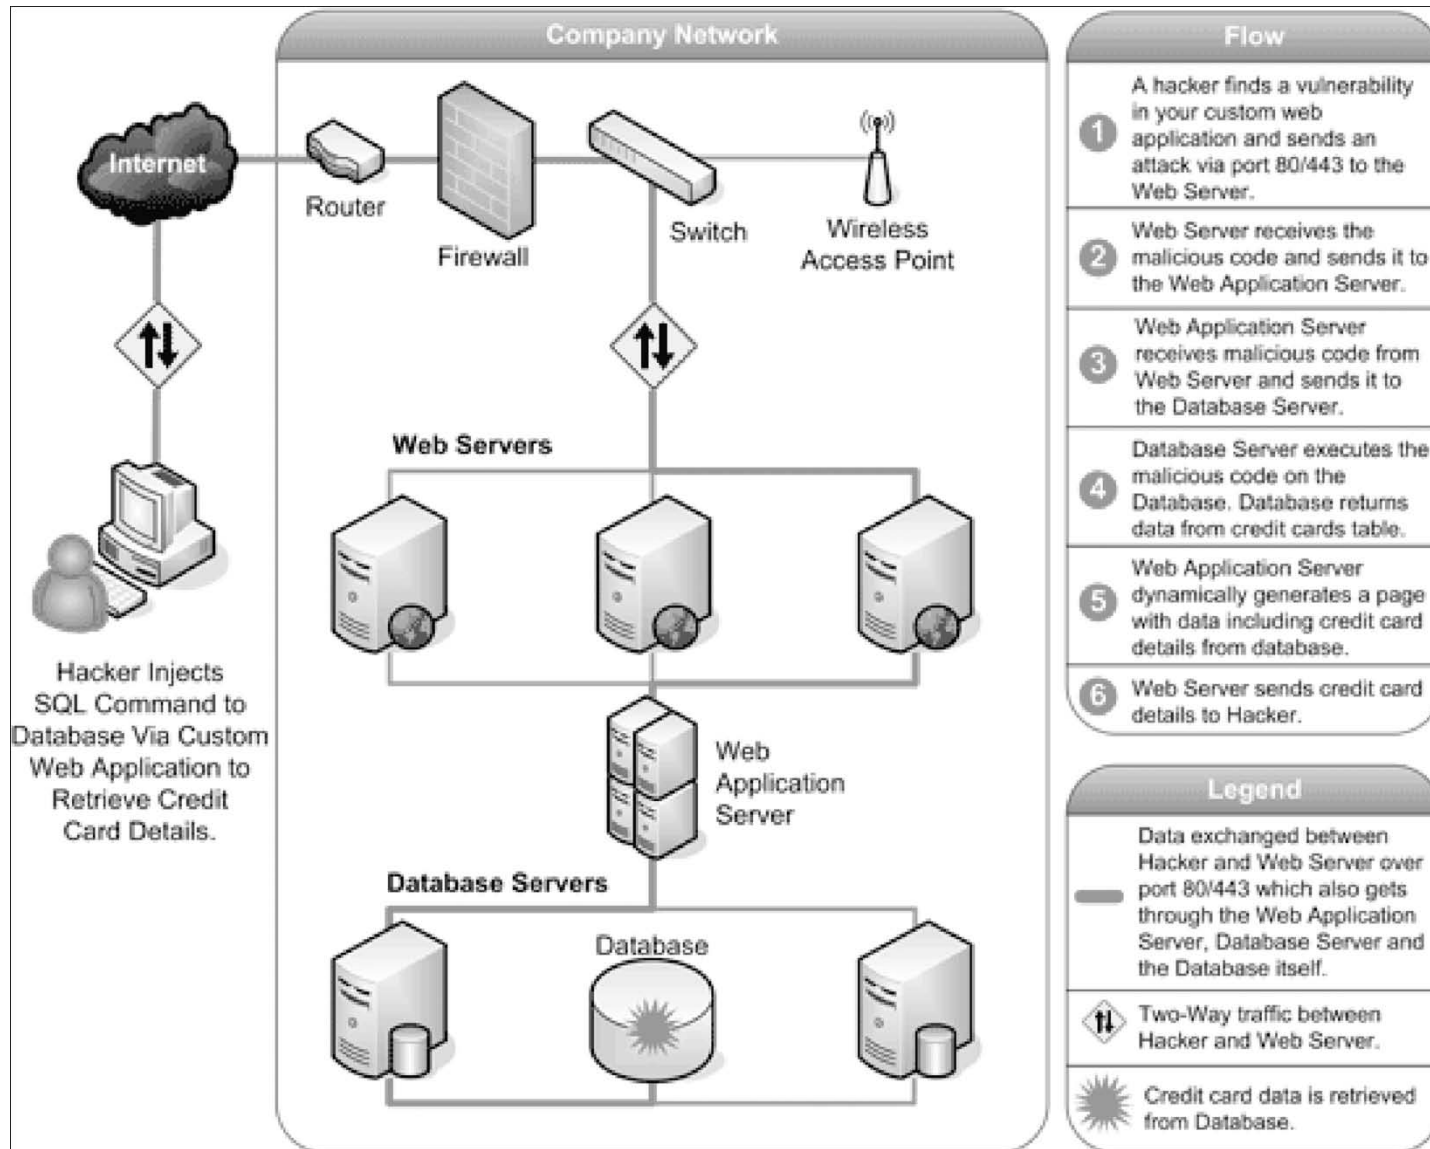 Company Network
Internet
Router
Firewall
Switch
Wireless
Access Point
Web Servers
Hacker Injects
SQL Command to
Database Via Custom
Web Application to
Retrieve Credit
Card Details.
Web
Application
Server
Database Servers
Database
Flow
1
A hacker finds a vulnerability
in your custom web
application and sends an
attack via port 80/443 to the
Web Server.
2
Web Server receives the
malicious code and sends it to
the Web Application Server.
3
Web Application Server
receives malicious code from
Web Server and sends it to
the Database Server.
4
Database Server executes the
malicious code on the
Database. Database returns
data from credit cards table.
5
Web Application Server
dynamically generates a page
with data including credit card
details from database.
6
Web Server sends credit card
details to Hacker.
Legend
Data exchanged between
Hacker and Web Server over
port 80/443 which also gets
through the Web Application
Server, Database Server and
the Database itself.
Two-Way traffic between
Hacker and Web Server.
Credit card data is retrieved
from Database.